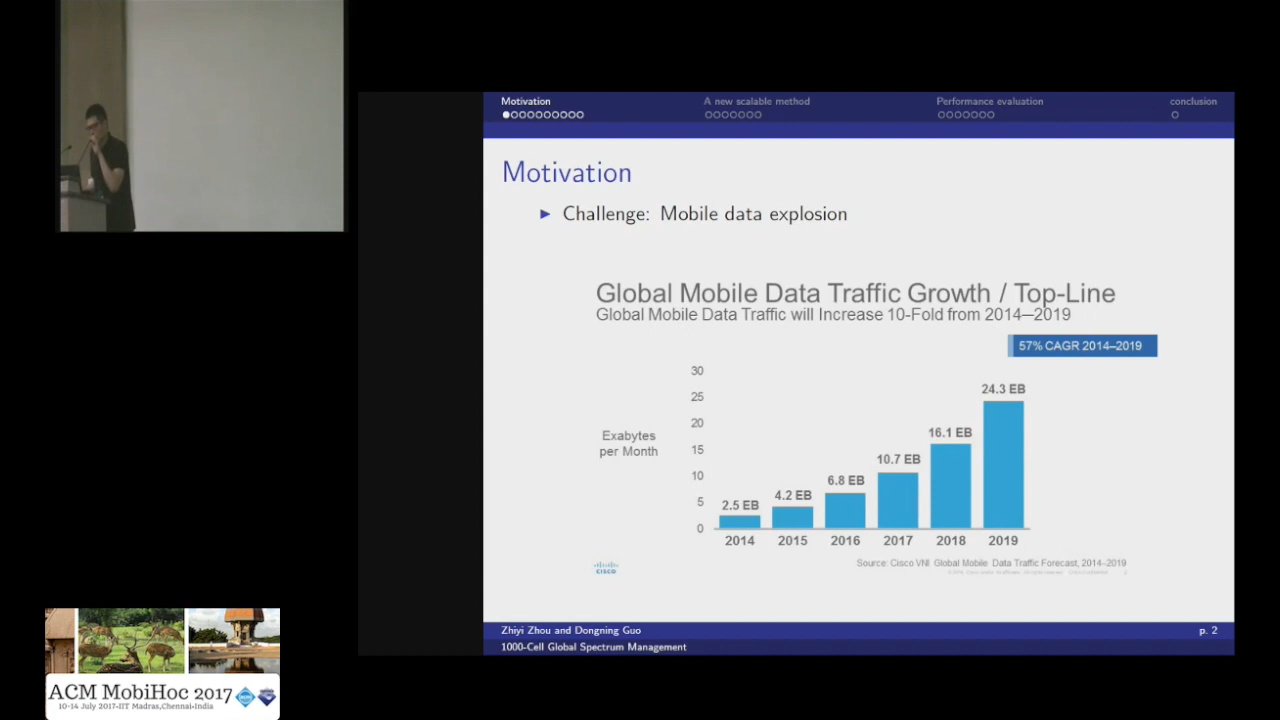 Motivation
A new scalable method
Performance evaluation
conclusion
Motivation
Challenge: Mobile data explosion
Global Mobile Data Traffic Growth / Top-Line
Global Mobile Data Traffic will Increase 10-Fold from 2014—2019
57% CAGR 2014–2019
30
25
20
15
10
5
0
Exabytes
per Month
2.5 EB
4.2 EB
6.8 EB
10.7 EB
16.1 EB
24.3 EB
2014 2015 2016 2017 2018 2019
Source: Cisco VNI Global Mobile Data Traffic Forecast, 2014–2019
CISCO
Zhiyi Zhou and Dongning Guo
p. 2
1000-Cell Global Spectrum Management
ACM MobiHoc 2017
10-14 July 2017-IIT Madras,Chennai-India